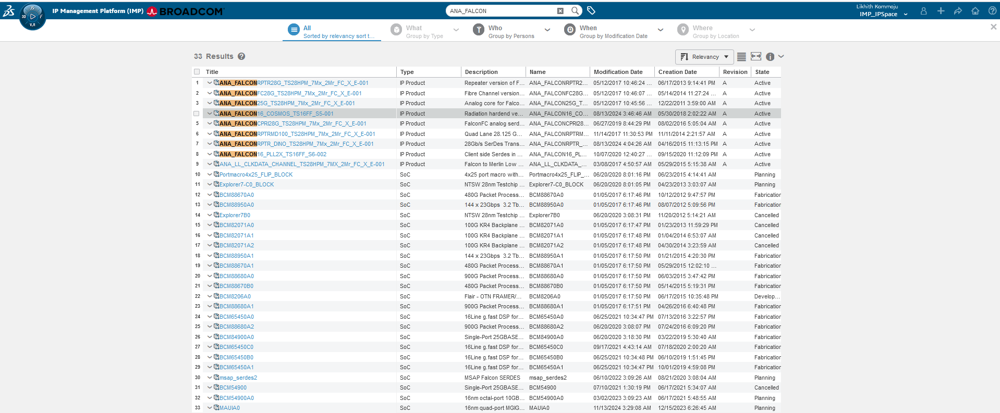 IP Management Platform (IMP) BROADCOM
ANA_FALCON
Likhith Kommoju
IMP_IPSpace
3D
V.R
All
Sorted by relevancy sort t...
What
Group by Type
Who
Group by Persons
When
Group by Modification Date
Where
Group by Location
33 Results
Relevancy
Title Type Description Name Modification Date Creation Date Revision State
1 ANA_FALCONRPTR28G_TS28HPM_7Mx_2Mr_FC_X_E-001 IP Product Repeater version of F... ANA_FALCONRPTR2... 05/12/2017 10:46:24 ... 06/17/2013 9:14:41 PM A Active
2 ANA_FALCONFC28G_TS28HPM_7Mx_2Mr_FC_X_E-001 IP Product Fibre Channel version... ANA_FALCONFC28G... 05/12/2017 10:46:07 ... 05/14/2014 11:27:24 ... A Active
3 ANA_FALCON25G_TS28HPM_7Mx_2Mr_FC_X_E-001 IP Product Analog core for Falco... ANA_FALCON25G_T... 05/12/2017 10:45:56 ... 12/22/2011 3:59:00 AM A Active
ANA_FALCON16_COSMOS_TS16FF_S5-001 IP Product Radiation hardend ve... ANA_FALCON16_CO... 08/13/2024 3:46:46 AM 05/30/2018 2:02:22 AM A Active
5 ANA_FALCONCPRI28G_TS28HPM_7Mx_2Mr_FC_X_E-001 IP Product FalconFC analog serd... ANA_FALCONCPRI28... 06/27/2019 8:44:29 PM 08/02/2016 5:05:04 AM A Active
6 ANA_FALCONRPTRMD100_TS28HPM_7Mx_2Mr_FC_X_E-001 IP Product Quad Lane 28.125 G... ANA_FALCONRPTRM... 11/14/2017 11:30:53 PM 11/11/2014 2:21:57 AM A Active
7 ANA_FALCONRPTR_DINO_TS28HPM_7Mx_2Mr_FC_X_E-001 IP Product 28Gb/s SerDes Trans... ANA_FALCONRPTR_... 08/13/2024 4:04:26 AM 04/16/2015 11:13:15 PM A Active
8 ANA_FALCON16_PLL2X_TS16FF_S6-002 IP Product Client side Serdes in ... ANA_FALCON16_PL... 10/07/2020 12:40:27 ... 09/15/2020 11:12:09 PM A Active
9 ANA_LL_CLKDATA_CHANNEL_TS28HPM_7MX_2Mr_FC_X_E-001 IP Product Falcon to Merlin Low ... ANA_LL_CLKDATA_... 03/08/2017 4:50:57 AM 05/29/2015 5:15:38 AM A Active
10 Portmacro4x25_FLIP_BLOCK SoC 4x25 port macro with... Portmacro4x25_FLIP_... 06/20/2020 8:01:16 PM 06/23/2015 4:14:41 AM Planning
11 Explorer7-C0_BLOCK SoC NTSW 28nm Testchip ... Explorer7-C0_BLOCK 06/20/2020 8:01:05 PM 04/23/2013 3:03:07 AM Planning
12 BCM88670A0 SoC 480G Packet Process... BCM88670A0 01/05/2017 6:17:46 PM 10/12/2012 9:47:57 PM Fabrication
13 BCM88950A0 SoC 144 x 23Gbps 3.2 Tb... BCM88950A0 01/05/2017 6:17:46 PM 08/07/2012 5:09:56 PM Fabrication
14 Explorer7B0 SoC NTSW 28nm Testchip ... Explorer7B0 06/20/2020 3:08:31 PM 11/20/2012 5:14:21 AM Cancelled
15 BCM82071A0 SoC 100G KR4 Backplane ... BCM82071A0 01/05/2017 6:17:47 PM 01/23/2013 11:59:29 PM Cancelled
16 BCM82071A1 SoC 100G KR4 Backplane ... BCM82071A1 01/05/2017 6:17:48 PM 01/04/2014 6:53:07 AM Cancelled
17 BCM82071A2 SoC 100G KR4 Backplane ... BCM82071A2 01/05/2017 6:17:48 PM 04/30/2014 3:23:59 AM Cancelled
18 BCM88950A1 SoC 144 x 23Gbps 3.2 Tb... BCM88950A1 01/05/2017 6:17:50 PM 01/21/2015 4:20:30 PM Fabrication
19 BCM88670A1 SoC 480G Packet Process... BCM88670A1 01/05/2017 6:17:50 PM 05/29/2015 12:02:10 ... Fabrication
20 BCM88680A0 SoC 900G Packet Process... BCM88680A0 01/05/2017 6:17:50 PM 06/03/2015 3:47:42 PM Fabrication
21 BCM88670B0 SoC 480G Packet Process... BCM88670B0 01/05/2017 6:17:50 PM 05/14/2015 5:19:31 PM Fabrication
22 BCM8206A0 SoC Flair - OTN FRAMER/... BCM8206A0 01/05/2017 6:17:50 PM 06/17/2015 10:35:48 PM Develop...
23 BCM88680A1 SoC 900G Packet Process... BCM88680A1 01/05/2017 6:17:51 PM 04/26/2016 6:40:48 PM Fabrication
24 BCM65450A0 SoC 16Line g.fast DSP for... BCM65450A0 06/25/2021 10:34:47 PM 07/13/2016 3:22:57 PM Fabrication
25 BCM88680A2 SoC 900G Packet Process... BCM88680A2 06/20/2020 3:08:07 PM 07/24/2016 6:09:20 PM Fabrication
26 BCM84900A0 SoC Single-Port 25GBASE... BCM84900A0 06/20/2020 3:18:30 PM 03/22/2019 5:30:40 AM Fabrication
27 BCM65450C0 SoC 16Line g.fast DSP for... BCM65450C0 09/17/2021 4:43:14 AM 07/18/2020 2:00:20 AM Fabrication
28 BCM65450B0 SoC 16Line g.fast DSP for... BCM65450B0 06/25/2021 10:34:48 PM 06/10/2019 1:51:45 PM Fabrication
29 BCM65450A1 SoC 16Line g.fast DSP for... BCM65450A1 06/25/2021 10:34:47 PM 10/01/2019 4:59:08 PM Fabrication
30 msap_serdes2 SoC MSAP Falcon SERDES msap_serdes2 06/10/2022 3:09:26 AM 08/21/2020 3:08:04 AM Planning
31 BCM54900 SoC Single-Port 25GBASE... BCM54900 07/10/2021 1:30:19 PM 06/17/2021 5:34:07 AM Cancelled
32 BCM54900A0 SoC 16nm octal-port 10GB... BCM54900A0 03/02/2023 3:09:23 AM 06/17/2021 5:48:55 AM Planning
33 MAUIA0 SoC 16nm quad-port MGIG... MAUIA0 11/13/2024 3:29:08 AM 12/15/2023 6:26:45 AM Planning